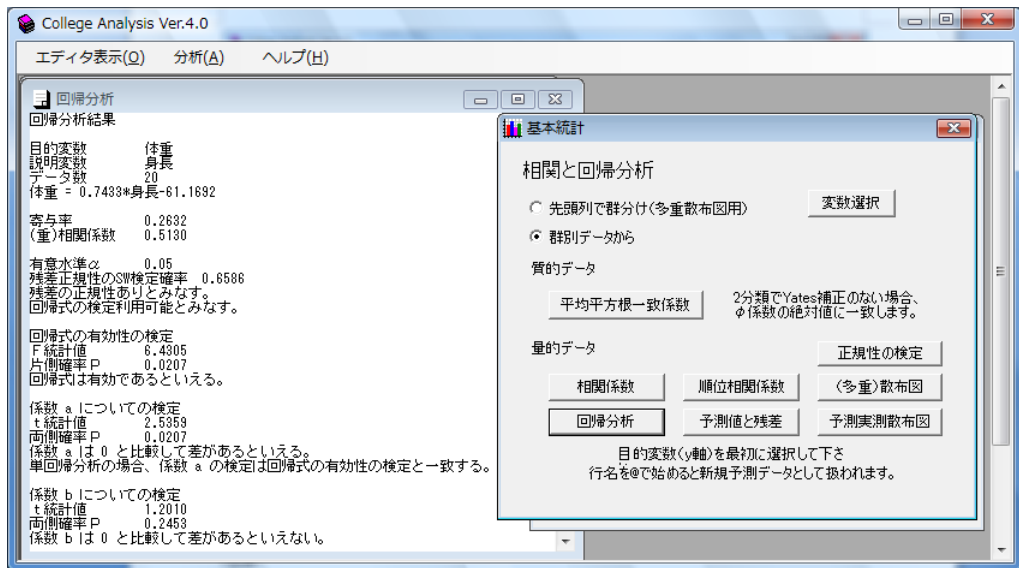 College Analysis Ver.4.0
エディタ表示(O) 分析(A) ヘルプ(H)
回帰分析
回帰分析結果
目的変数 体重
説明変数 身長
データ数 20
体重 = 0.7433*身長-61.1692
寄与率 0.2632
(重)相関係数 0.5130
有意水準α 0.05
残差正規性のSW検定確率 0.6586
残差の正規性ありとみなす。
回帰式の検定利用可能とみなす。
回帰式の有効性の検定
F統計値 6.4305
片側確率P 0.0207
回帰式は有効であるといえる。
係数 a についての検定
t統計値 2.5359
両側確率P 0.0207
係数 a は 0 と比較して差があるといえる。
単回帰分析の場合、係数 a の検定は回帰式の有効性の検定と一致する。
係数 b についての検定
t統計値 1.2010
両側確率P 0.2453
係数 b は 0 と比較して差があるといえない。
基本統計
相関と回帰分析
先頭列で群分け(多重散布図用)
変数選択
群別データから
質的データ
平均平方根一致係数
2分類でYates補正のない場合、
φ係数の絶対値に一致します。
量的データ
正規性の検定
相関係数 順位相関係数 (多重)散布図
回帰分析 予測値と残差 予測実測散布図
目的変数(y軸)を最初に選択して下さ
行名を@で始めると新規予測データとして扱われます。